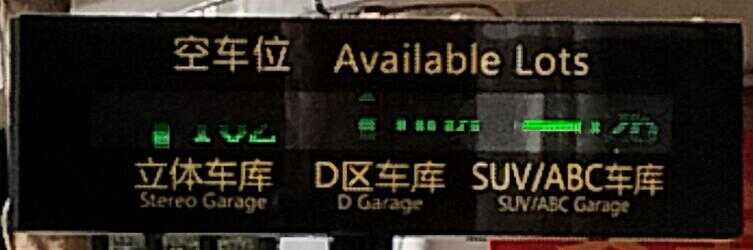 空车位 Available Lots
立体车库 D区车库 SUV/ABC车库
Stereo Garage D Garage SUV/ABC Garage